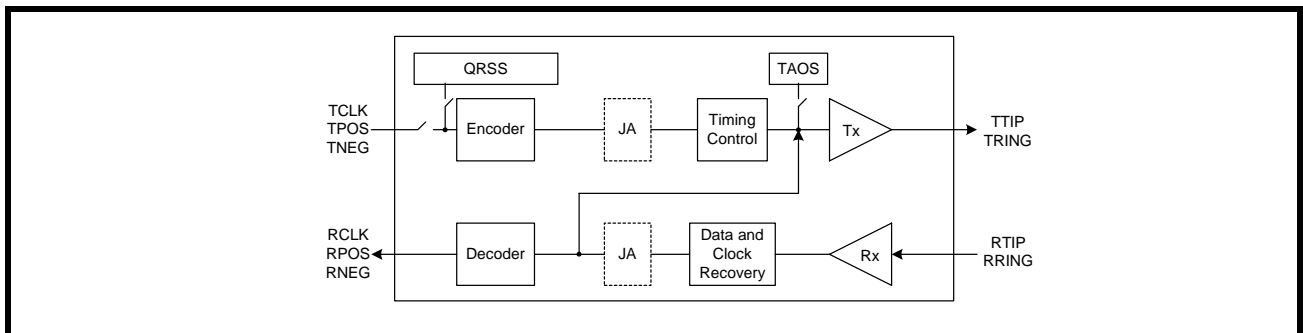 QRSS
TAOS
TCLK
TPOS
TNEG
Encoder
JA
Timing
Control
Tx
TTIP
TRING
RCLK
RPOS
RNEG
Decoder
JA
Data and
Clock
Recovery
Rx
RTIP
RRING